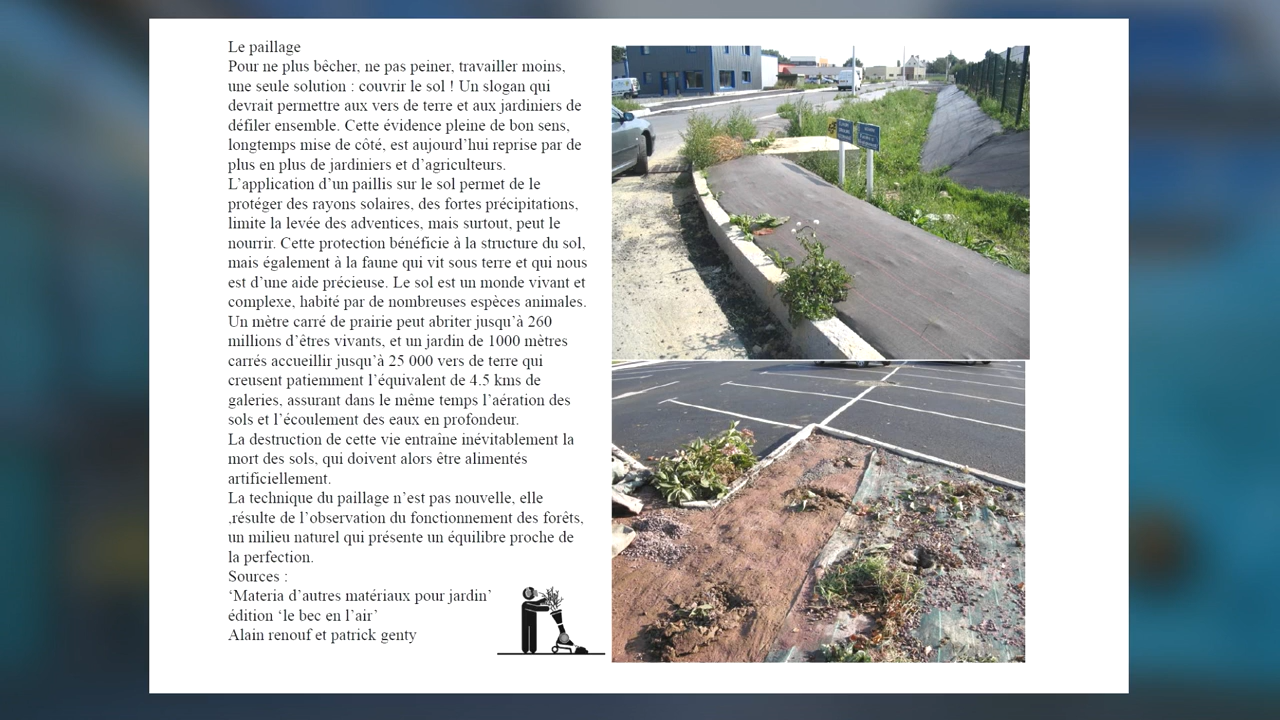 Le paillage
Pour ne plus bêcher, ne pas peiner, travailler moins,
une seule solution : couvrir le sol ! Un slogan qui
devrait permettre aux vers de terre et aux jardiniers de
défiler ensemble. Cette évidence pleine de bon sens,
longtemps mise de côté, est aujourd’hui reprise par de
plus en plus de jardiniers et d’agriculteurs.
L’application d’un paillis sur le sol permet de le
protéger des rayons solaires, des fortes précipitations,
limite la levée des adventices, mais surtout, peut le
nourrir. Cette protection bénéficie à la structure du sol,
mais également à la faune qui vit sous terre et qui nous
est d’une aide précieuse. Le sol est un monde vivant et
complexe, habité par de nombreuses espèces animales.
Un mètre carré de prairie peut abriter jusqu’à 260
millions d’êtres vivants, et un jardin de 1000 mètres
carrés accueillir jusqu’à 25 000 vers de terre qui
creusent patiemment l’équivalent de 4.5 kms de
galeries, assurant dans le même temps l’aération des
sols et l’écoulement des eaux en profondeur.
La destruction de cette vie entraîne inévitablement la
mort des sols, qui doivent alors être alimentés
artificiellement.
La technique du paillage n’est pas nouvelle, elle
,résulte de l’observation du fonctionnement des forêts,
un milieu naturel qui présente un équilibre proche de
la perfection.
Sources :
‘Materia d’autres matériaux pour jardin’
édition ‘le bec en l’air’
Alain renouf et patrick genty